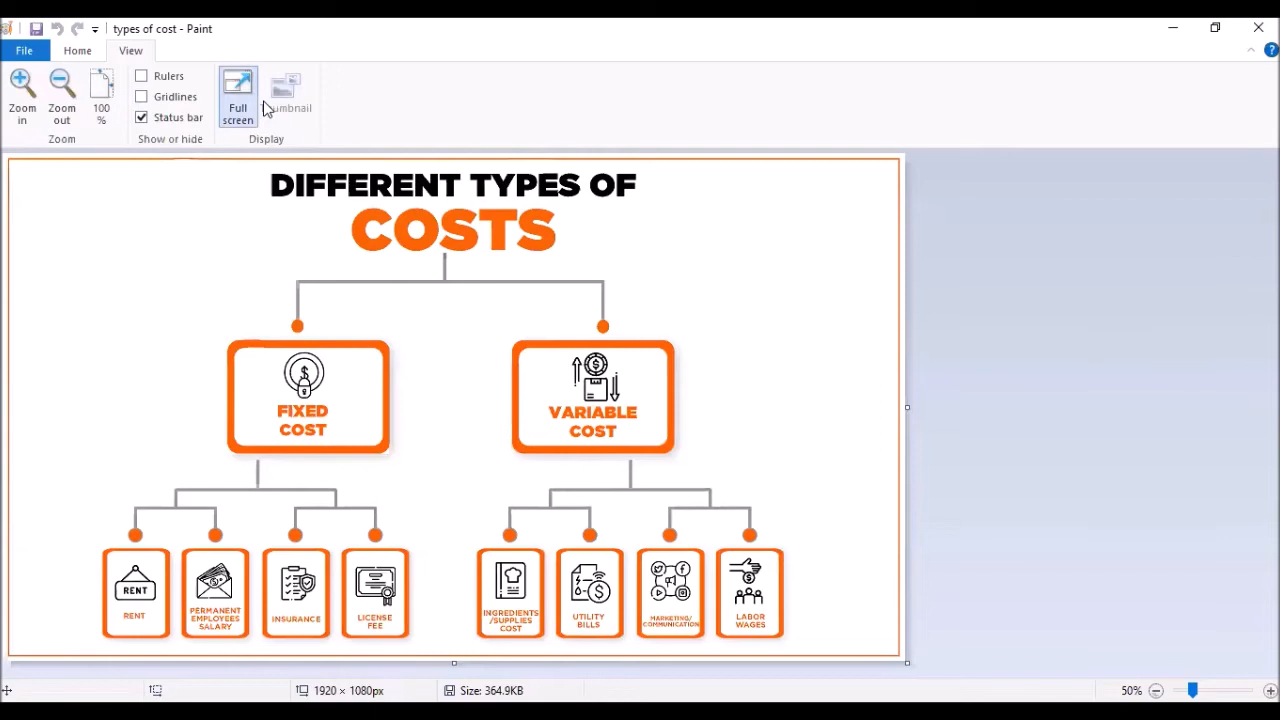 types of cost - Paint
File Home View
Zoom in
Zoom out
100 %
Rulers
Gridlines
Status bar
Full screen
Zoom
Show or hide
Display
DIFFERENT TYPES OF
COSTS
$
FIXED
COST
$
VARIABLE
COST
RENT
RENT
$
PERMANENT
EMPLOYEES
SALARY
INSURANCE
LICENSE
FEE
INGREDIENTS
/SUPPLIES
COST
$
UTILITY
BILLS
MARKETING/
COMMUNICATION
$
LABOR
WAGES
1920 × 1080px
Size: 364.9KB
50%